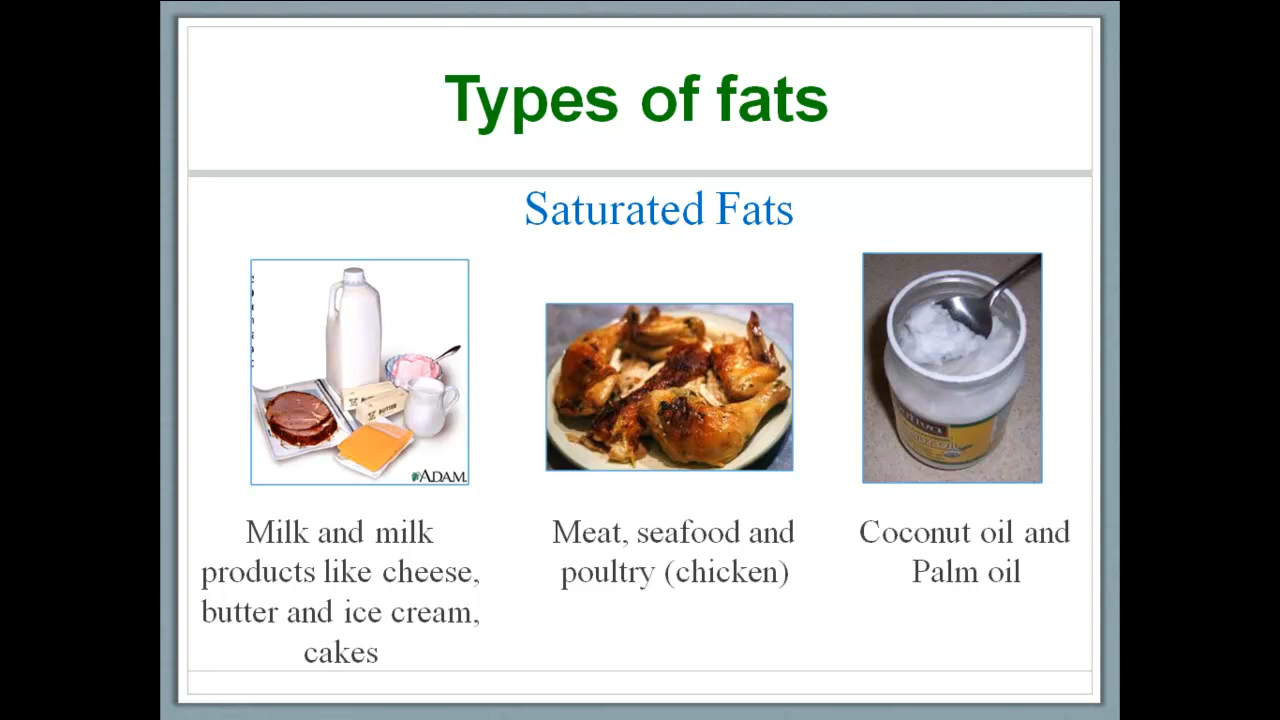 Types of fats
Saturated Fats
BUTTER
ADAM.
Milk and milk
products like cheese,
butter and ice cream,
cakes
Meat, seafood and
poultry (chicken)
Coconut oil and
Palm oil